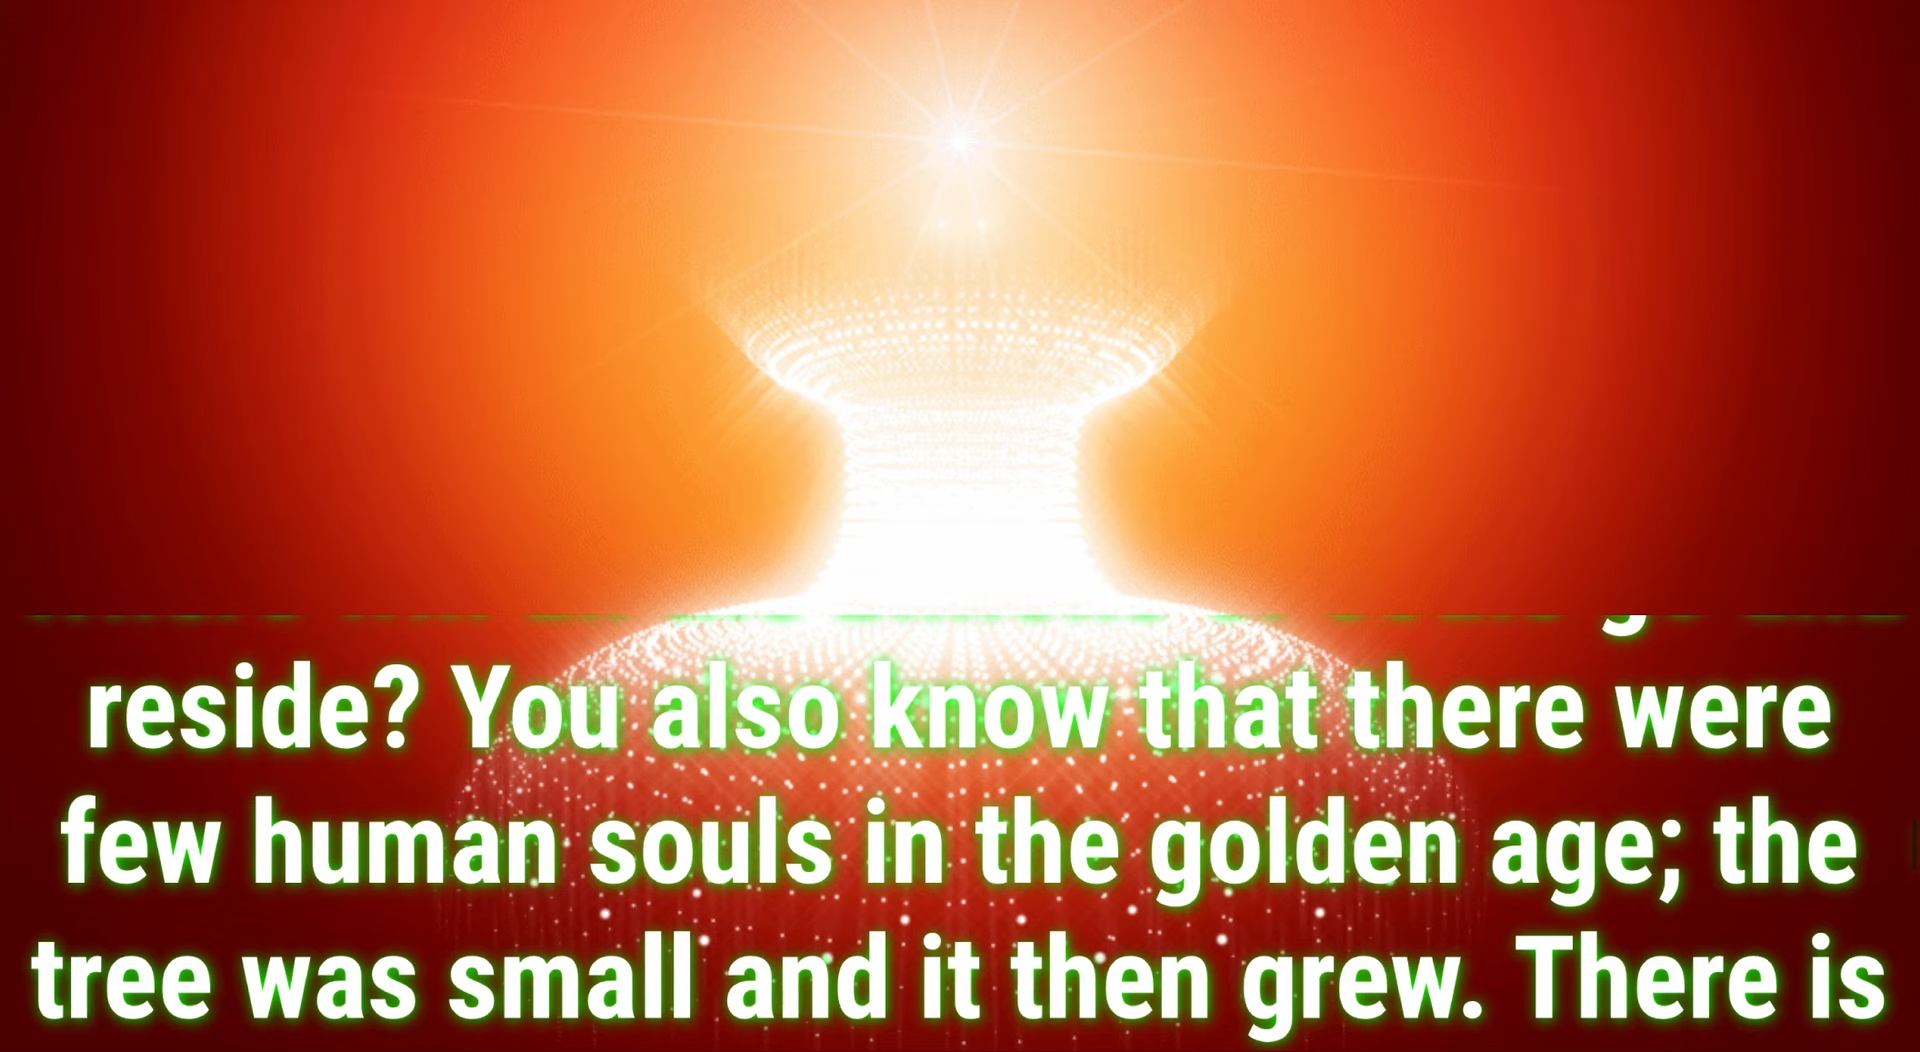 reside? You also know that there were
few human souls in the golden age; the
tree was small and it then grew. There is